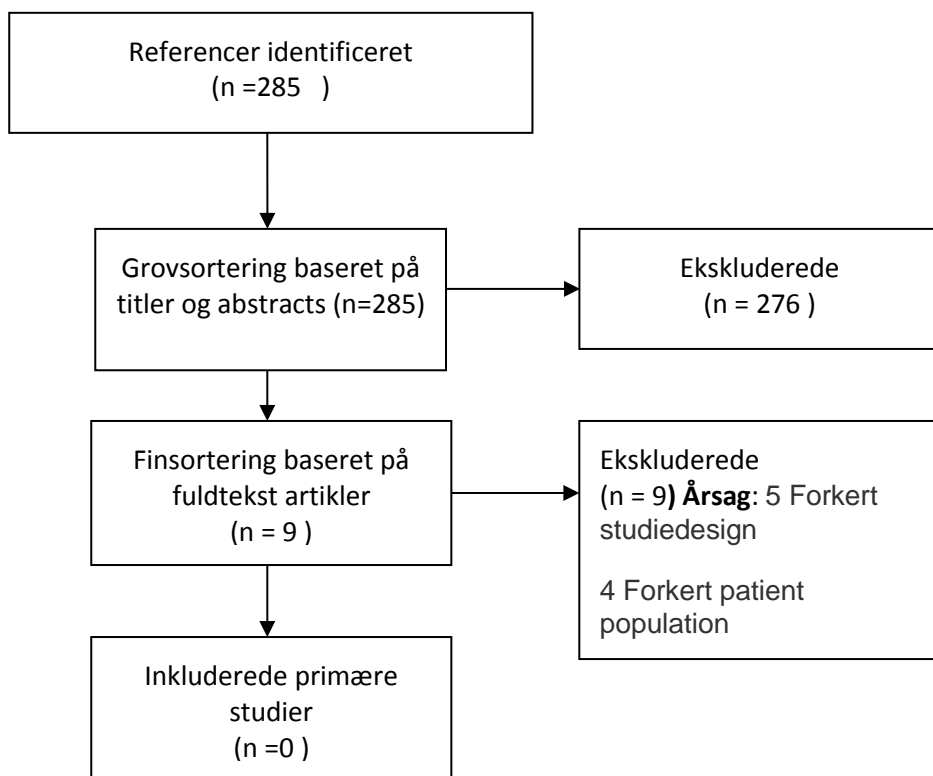 Referencer identificeret
(n =285   )
Grovsortering baseret på
titler og abstracts (n=285)
Ekskluderede
(n = 276 )
Finsortering baseret på
fuldtekst artikler
(n = 9 )
Ekskluderede
(n = 9) Årsag: 5 Forkert
studiedesign
4 Forkert patient
population
Inkluderede primære
studier
(n =0 )